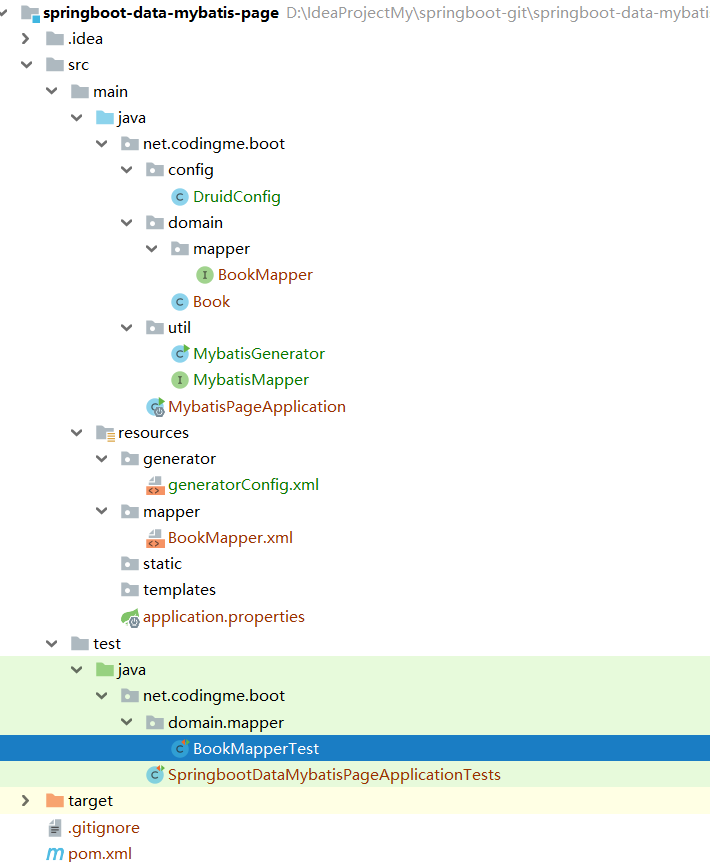 springboot-data-mybatis-page D:\IdeaProjectMy\springboot-git\springboot-data-mybati
.idea
src
main
java
net.codingme.boot
config
DruidConfig
domain
mapper
BookMapper
Book
util
MybatisGenerator
MybatisMapper
MybatisPageApplication
resources
generator
generatorConfig.xml
mapper
BookMapper.xml
static
templates
application.properties
test
java
net.codingme.boot
domain.mapper
BookMapperTest
SpringbootDataMybatisPageApplicationTests
target
.gitignore
pom.xml